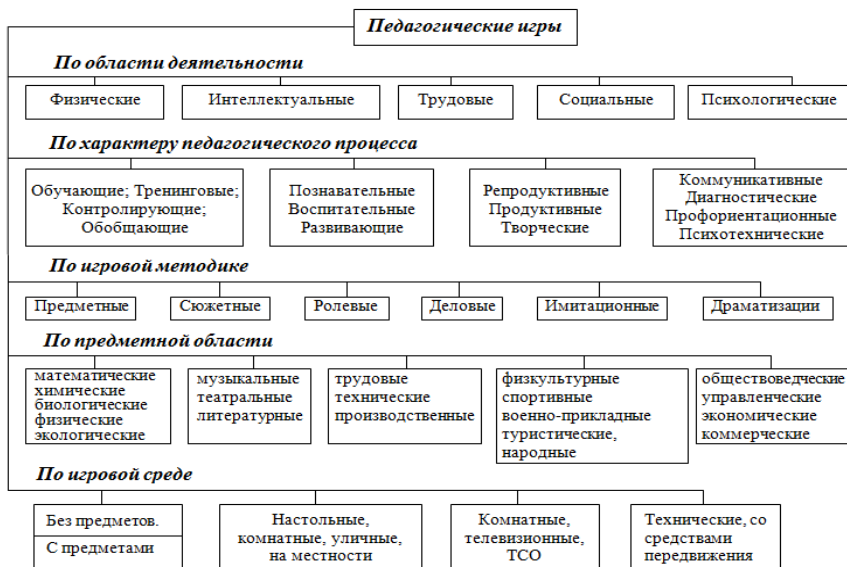 Педагогические игры
По области деятельности
Физические
Интеллектуальные
Трудовые
Социальные
Психологические
По характеру педагогического процесса
Обучающие; Тренинговые;
Контролирующие;
Обобщающие
Познавательные
Воспитательные
Развивающие
Репродуктивные
Продуктивные
Творческие
Коммуникативные
Диагностические
Профориентационные
Психотехнические
По игровой методике
Предметные
Сюжетные
Ролевые
Деловые
Имитационные
Драматизации
По предметной области
математические
химические
биологические
физические
экологические
музыкальные
театральные
литературные
трудовые
технические
производственные
физкультурные
спортивные
военно-прикладные
туристические,
народные
обществоведческие
управленческие
экономические
коммерческие
По игровой среде
Без предметов.
С предметами
Настольные,
комнатные, уличные,
на местности
Комнатные,
телевизионные,
ТСО
Технические, со
средствами
передвижения